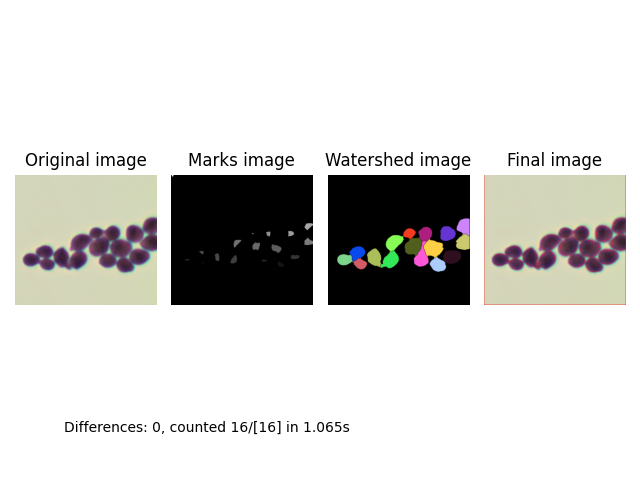 Original image
Marks image
Watershed image
Final image
Differences: 0, counted 16/[16] in 1.065s